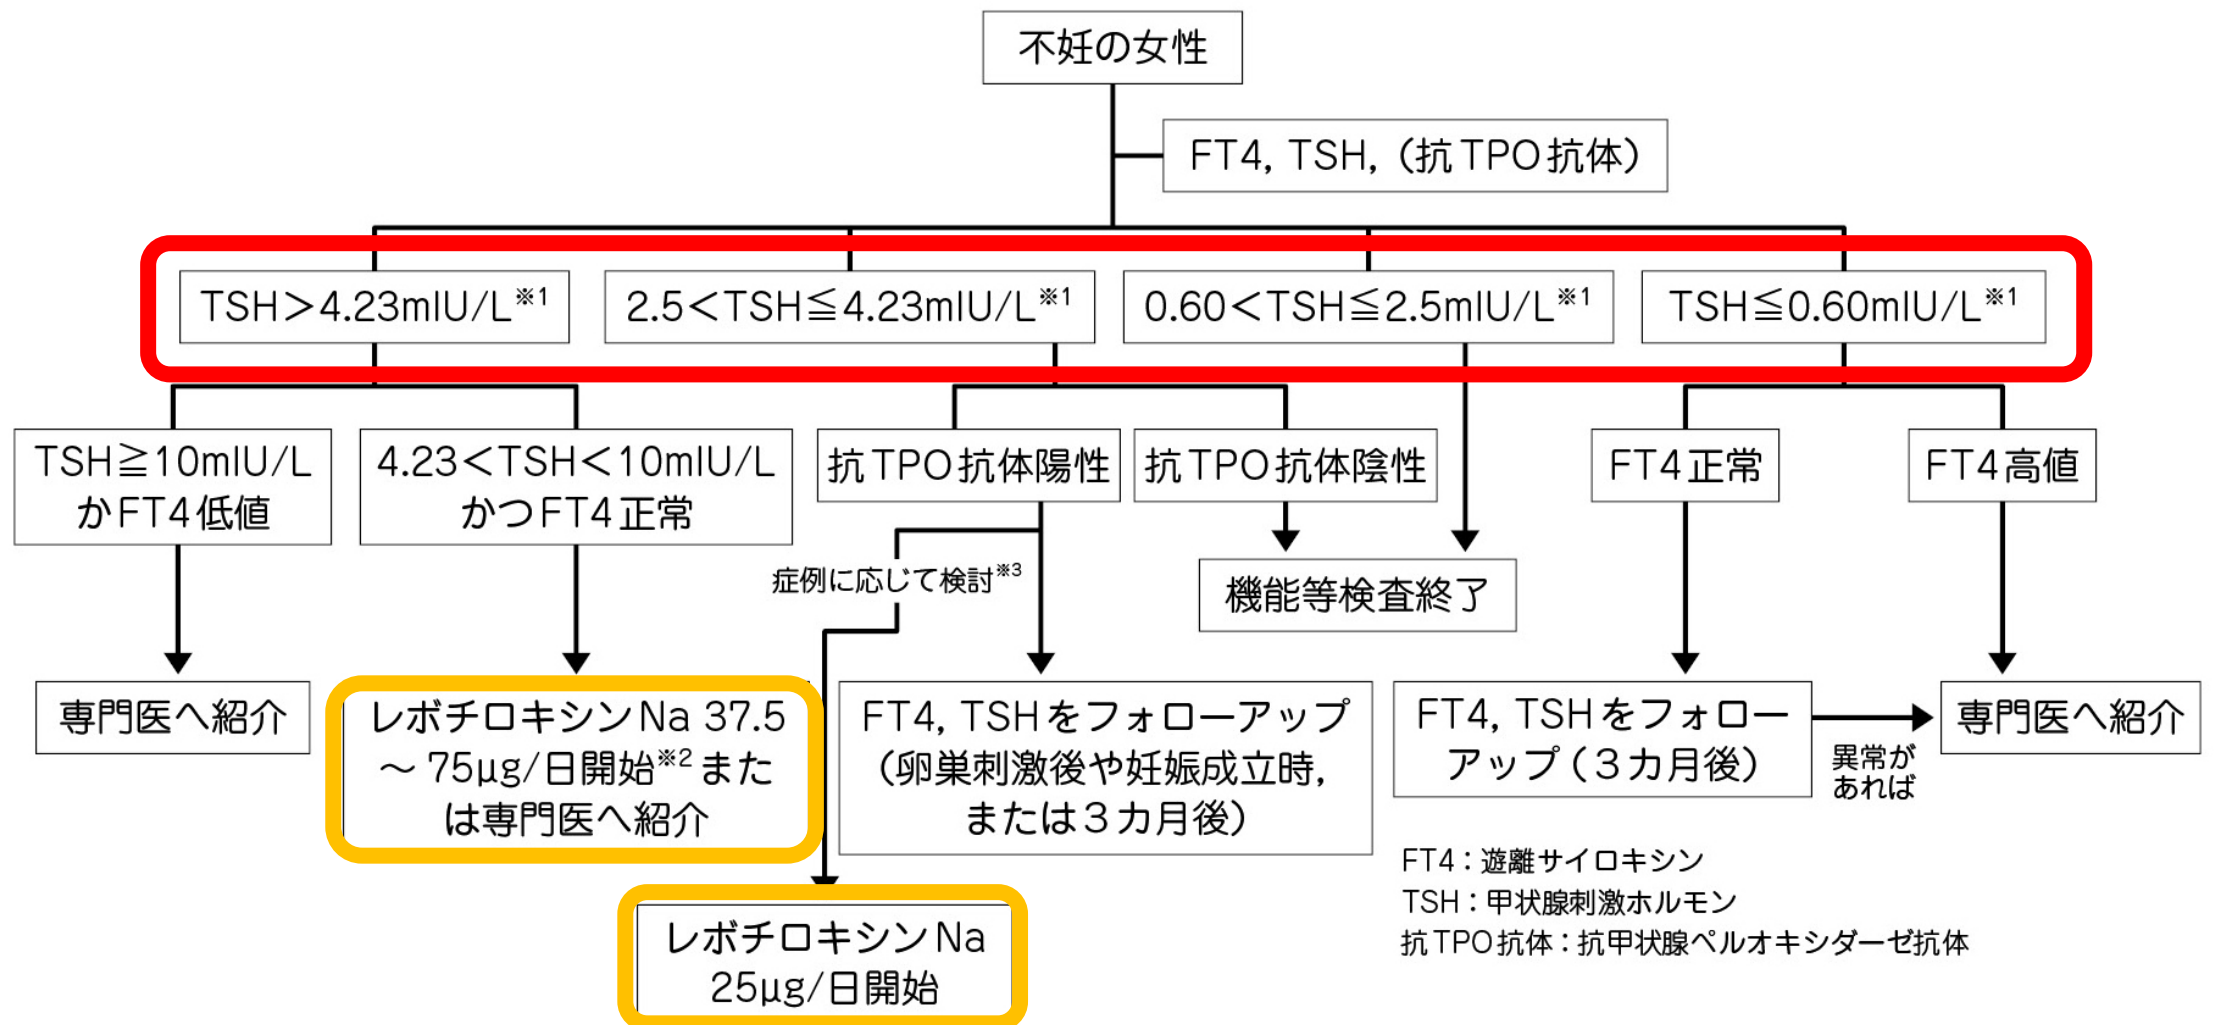 不妊の女性
FT4, TSH,（抗TPO抗体）
TSH＞4.23mIU/L※1
2.5＜TSH≦4.23mIU/L※1
0.60＜TSH≦2.5mIU/L※1
TSH≦0.60mIU/L※1
TSH≧10mIU/L
かFT4低値
4.23＜TSH＜10mIU/L
かつFT4正常
抗TPO抗体陽性
抗TPO抗体陰性
FT4正常
FT4高値
症例に応じて検討※3
機能等検査終了
専門医へ紹介
レボチロキシンNa 37.5
～75μg/日開始※2また
は専門医へ紹介
FT4, TSHをフォローアップ
（卵巣刺激後や妊娠成立時,
または3カ月後）
FT4, TSHをフォロー
アップ（3カ月後）
異常が
あれば
専門医へ紹介
レボチロキシンNa
25μg/日開始
FT4：遊離サイロキシン
TSH：甲状腺刺激ホルモン
抗TPO抗体：抗甲状腺ペルオキシダーゼ抗体